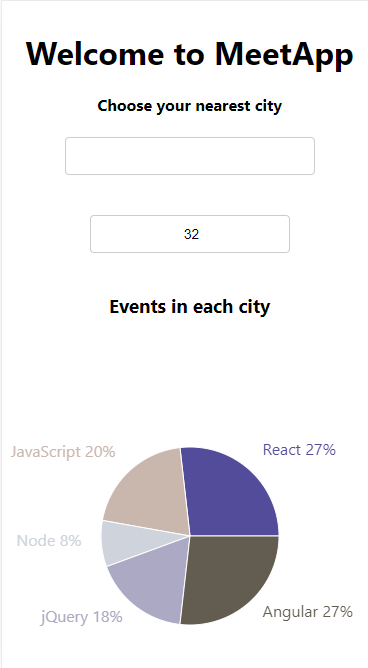 Welcome to MeetApp
Choose your nearest city
32
Events in each city
React 27%
JavaScript 20%
Node 8%
jQuery 18%
Angular 27%